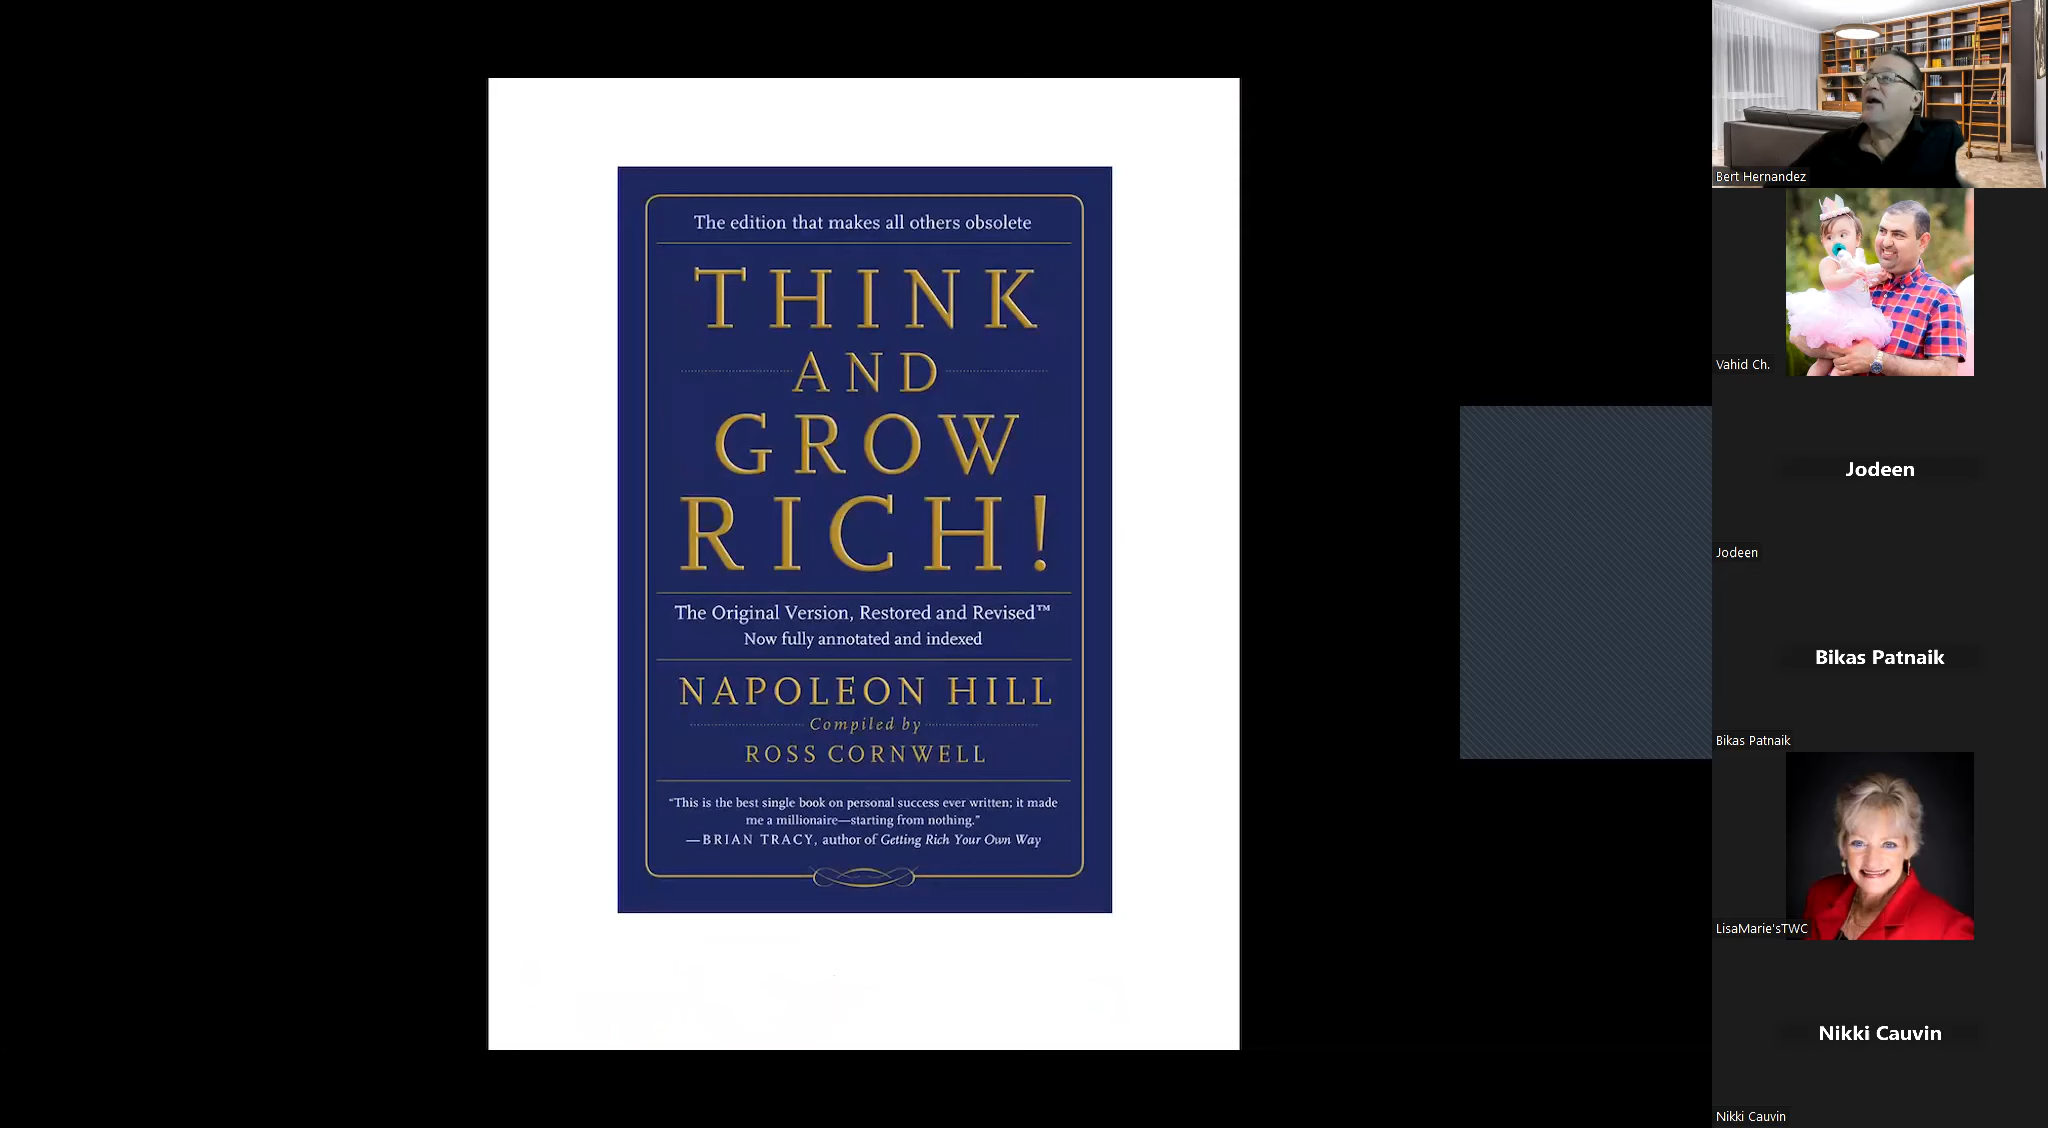 The edition that makes all others obsolete
THINK
AND
GROW
RICH!
The Original Version, Restored and Revised™
Now fully annotated and indexed
NAPOLEON HILL
Compiled by
ROSS CORNWELL
"This is the best single book on personal success ever written; it made
me a millionaire—starting from nothing."
—BRIAN TRACY, author of Getting Rich Your Own Way
Bert Hernandez
Vahid Ch.
Jodeen
Jodeen
Bikas Patnaik
Bikas Patnaik
LisaMarie'sTWC
Nikki Cauvin
Nikki Cauvin